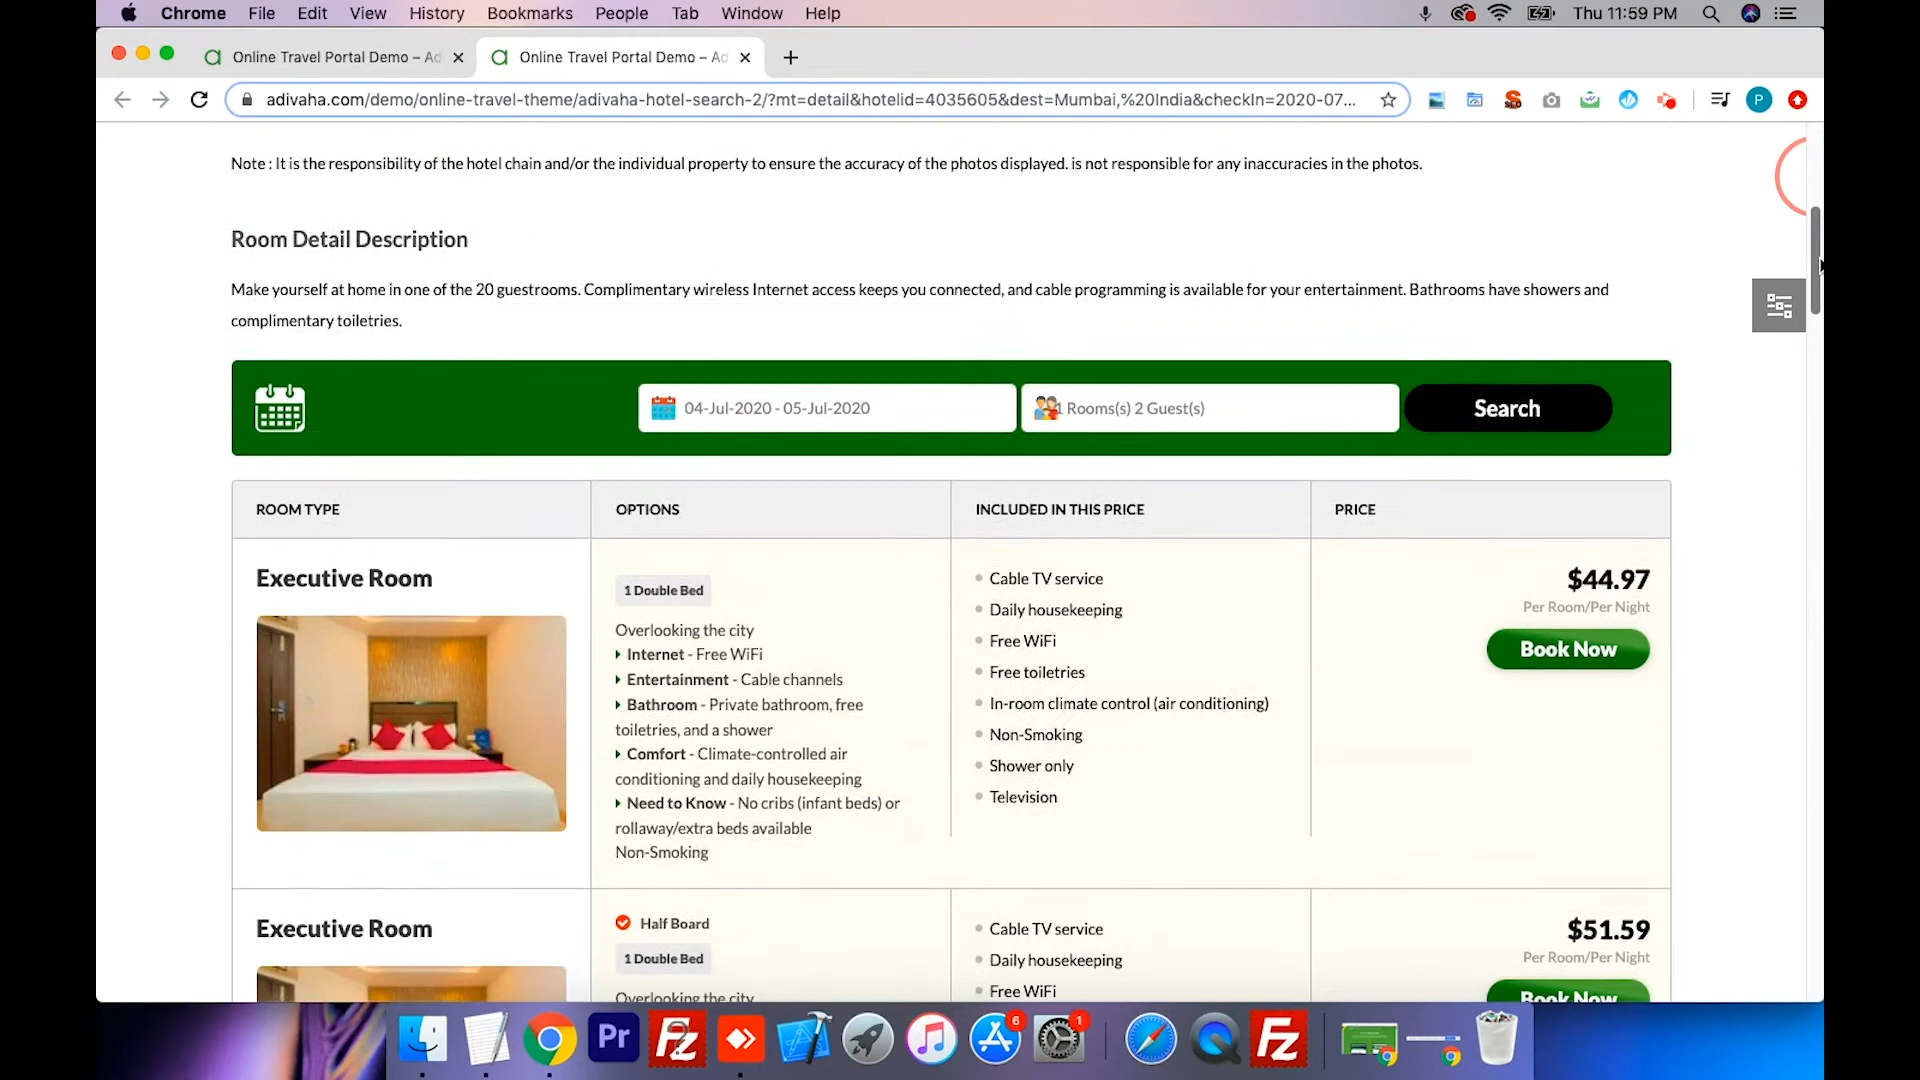 Chrome File Edit View History Bookmarks People Tab Window Help Thu 11:59 PM
Online Travel Portal Demo – Ad Online Travel Portal Demo – Ad
adivaha.com/demo/online-travel-theme/adivaha-hotel-search-2/?mt=detail&hotelid=4035605&dest=Mumbai,%20India&checkIn=2020-07... P
Note : It is the responsibility of the hotel chain and/or the individual property to ensure the accuracy of the photos displayed. is not responsible for any inaccuracies in the photos.
Room Detail Description
Make yourself at home in one of the 20 guestrooms. Complimentary wireless Internet access keeps you connected, and cable programming is available for your entertainment. Bathrooms have showers and
complimentary toiletries.
04-Jul-2020 - 05-Jul-2020 1 Rooms(s) 2 Guest(s) Search
ROOM TYPE OPTIONS INCLUDED IN THIS PRICE PRICE
Executive Room
1 Double Bed
Overlooking the city
Internet - Free WiFi
Entertainment - Cable channels
Bathroom - Private bathroom, free
toiletries, and a shower
Comfort - Climate-controlled air
conditioning and daily housekeeping
Need to Know - No cribs (infant beds) or
rollaway/extra beds available
Non-Smoking
Cable TV service
Daily housekeeping
Free WiFi
Free toiletries
In-room climate control (air conditioning)
Non-Smoking
Shower only
Television
$44.97
Per Room/Per Night
Book Now
Executive Room
Half Board
1 Double Bed
Overlooking the city
Cable TV service
Daily housekeeping
Free WiFi
$51.59
Per Room/Per Night
Book Now
Pr Fz 6 1 Fz